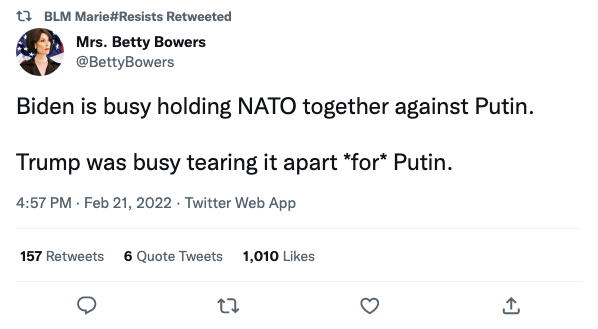 BLM Marie#Resists Retweeted
Mrs. Betty Bowers
@BettyBowers
Biden is busy holding NATO together against Putin.
Trump was busy tearing it apart *for* Putin.
4:57 PM · Feb 21, 2022 · Twitter Web App
157 Retweets 6 Quote Tweets 1,010 Likes